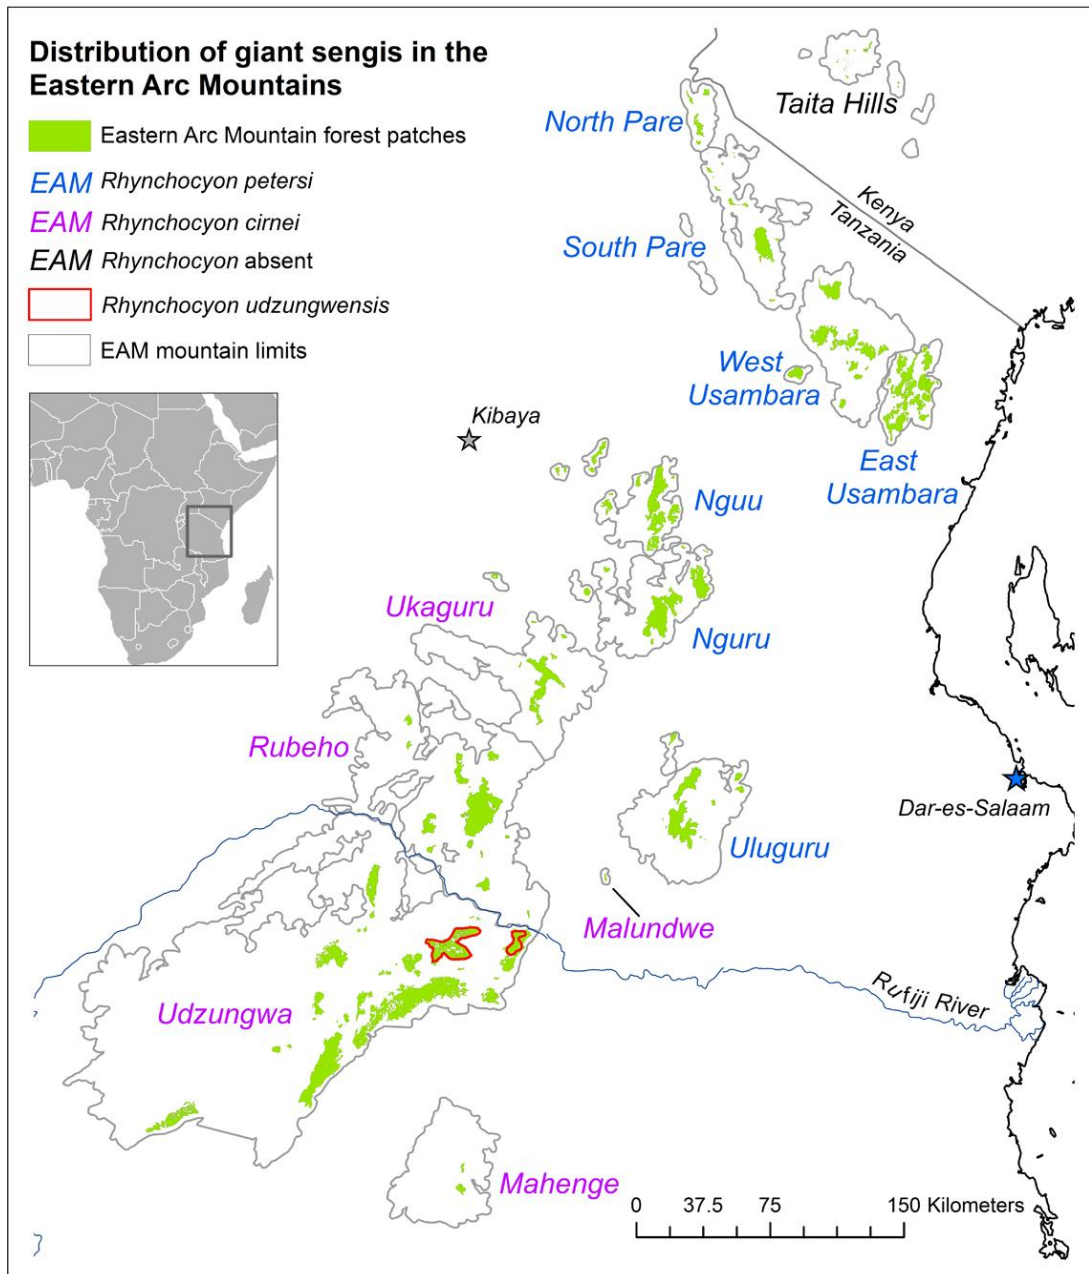 Distribution of giant sengis in the
Eastern Arc Mountains
Eastern Arc Mountain forest patches
EAM Rhynchocyon petersi
EAM Rhynchocyon cirnei
EAM Rhynchocyon absent
Rhynchocyon udzungwensis
EAM mountain limits
Taita Hills
North Pare
Kenya
Tanzania
South Pare
West
Usambara
East
Usambara
Kibaya
Nguu
Ukaguru
Nguru
Rubeho
Dar-es-Salaam
Uluguru
Malundwe
Rufiji River
Udzungwa
Mahenge
0 37.5 75 150 Kilometers